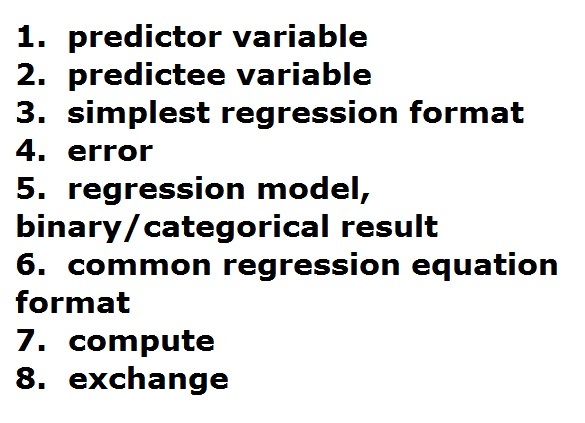 1. predictor variable
2. predictee variable
3. simplest regression format
4. error
5. regression model,
binary/categorical result
6. common regression equation
format
7. compute
8. exchange